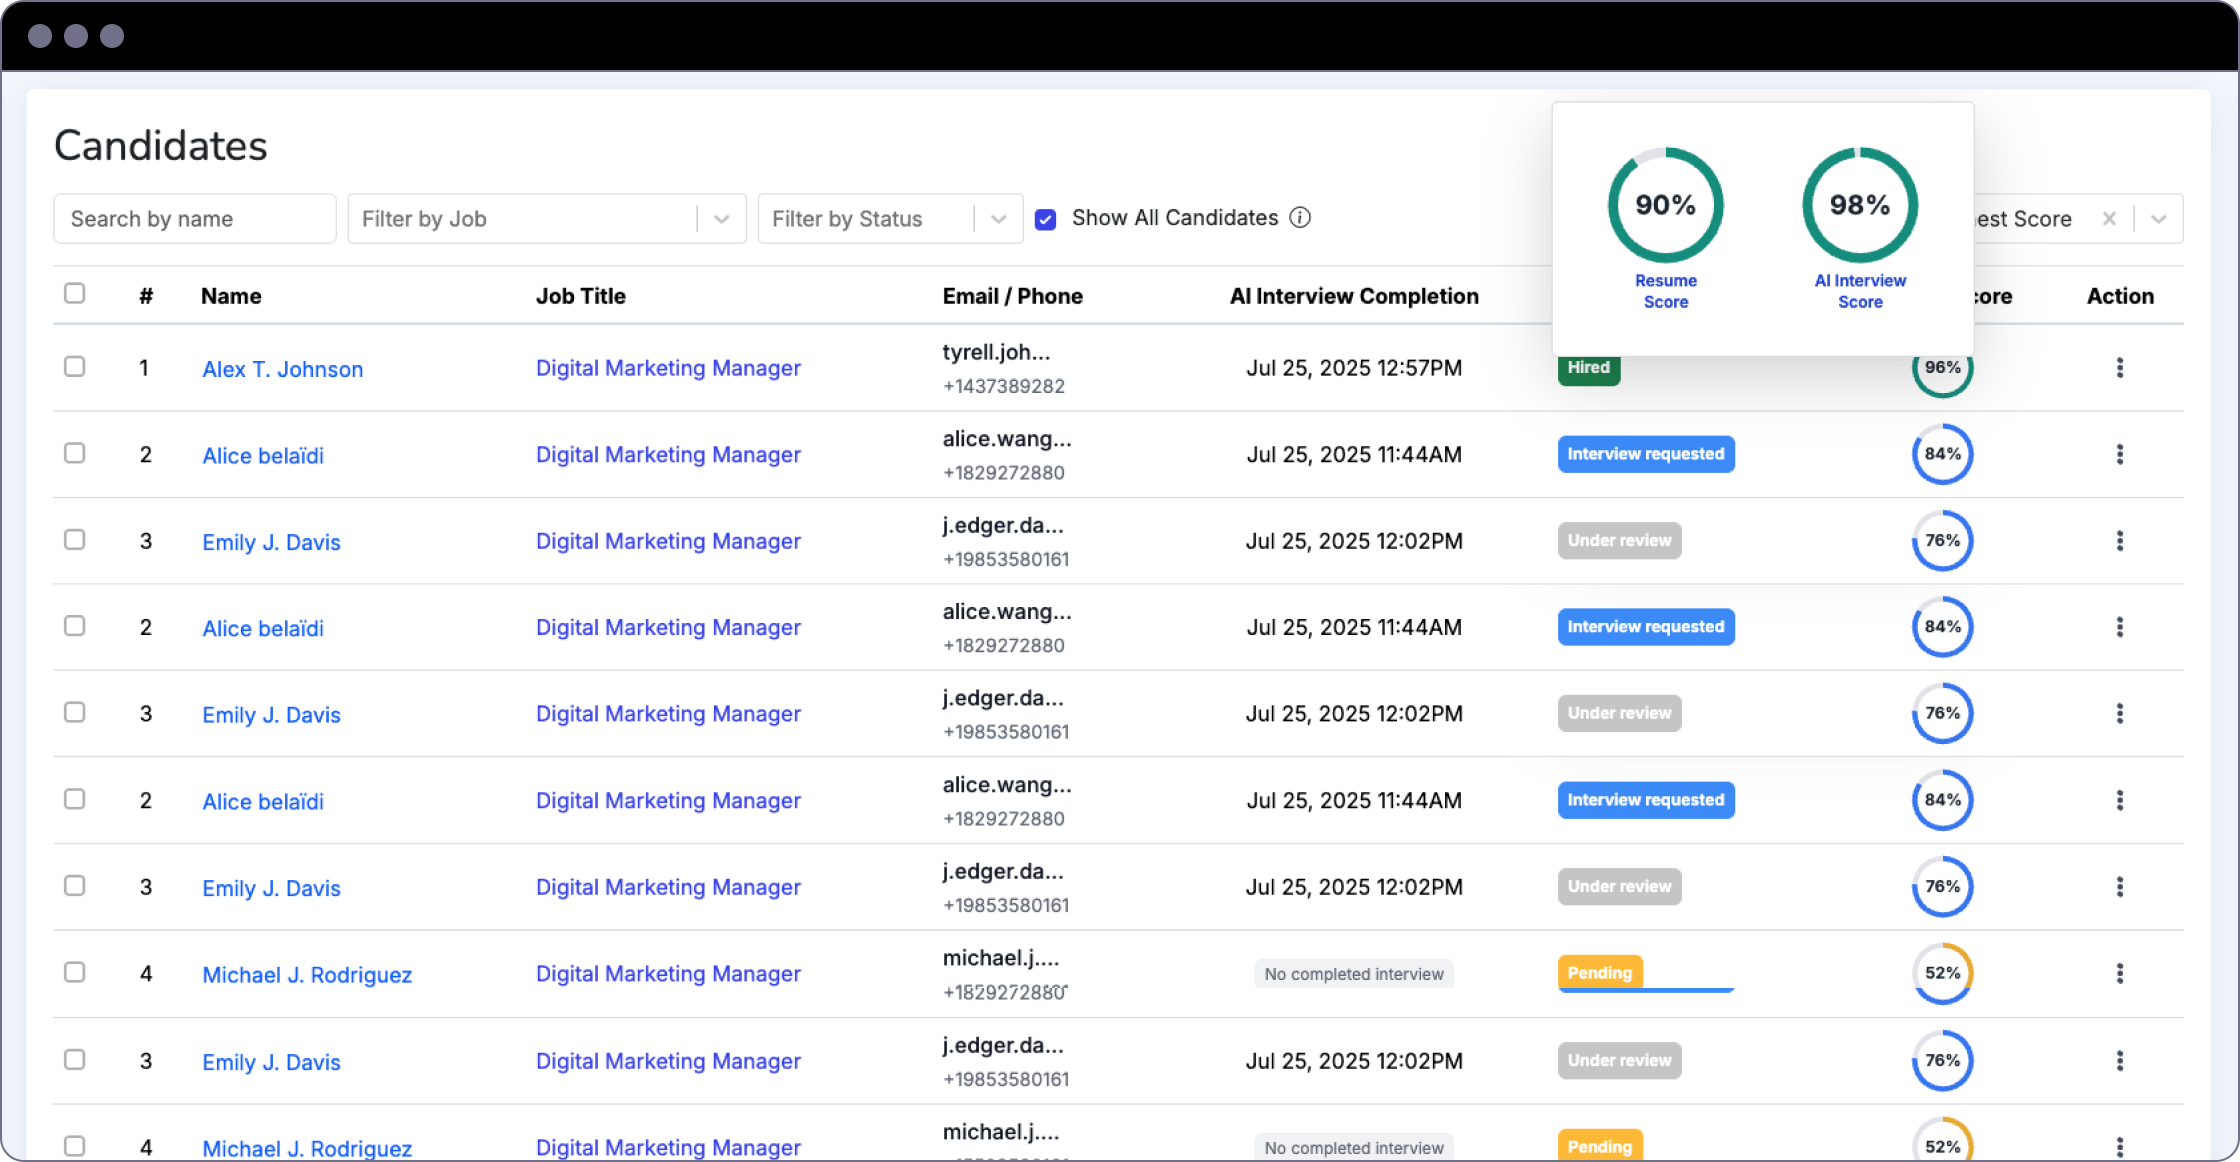 Candidates
Search by name
Filter by Job
Filter by Status
Show All Candidates
90%
98%
Resume
Score
AI Interview
Score
est Score
# Name Job Title Email / Phone AI Interview Completion ore Action
1 Alex T. Johnson Digital Marketing Manager tyrell.joh... Jul 25, 2025 12:57PM Hired 96%
+1437389282
2 Alice belaïdi Digital Marketing Manager alice.wang... Jul 25, 2025 11:44AM Interview requested 84%
+1829272880
3 Emily J. Davis Digital Marketing Manager j.edger.da... Jul 25, 2025 12:02PM Under review 76%
+19853580161
2 Alice belaïdi Digital Marketing Manager alice.wang... Jul 25, 2025 11:44AM Interview requested 84%
+1829272880
3 Emily J. Davis Digital Marketing Manager j.edger.da... Jul 25, 2025 12:02PM Under review 76%
+19853580161
2 Alice belaïdi Digital Marketing Manager alice.wang... Jul 25, 2025 11:44AM Interview requested 84%
+1829272880
3 Emily J. Davis Digital Marketing Manager j.edger.da... Jul 25, 2025 12:02PM Under review 76%
+19853580161
4 Michael J. Rodriguez Digital Marketing Manager michael.j.... No completed interview Pending 52%
3 Emily J. Davis Digital Marketing Manager j.edger.da... Jul 25, 2025 12:02PM Under review 76%
+19853580161
4 Michael J. Rodriguez Digital Marketing Manager michael.j.... No completed interview Pending 52%